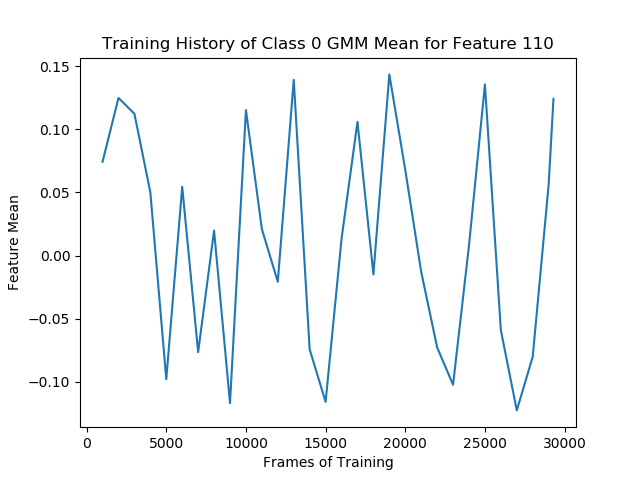 Training History of Class 0 GMM Mean for Feature 110
0.15
0.10
0.05
0.00
−0.05
−0.10
Feature Mean
0 5000 10000 15000 20000 25000 30000
Frames of Training